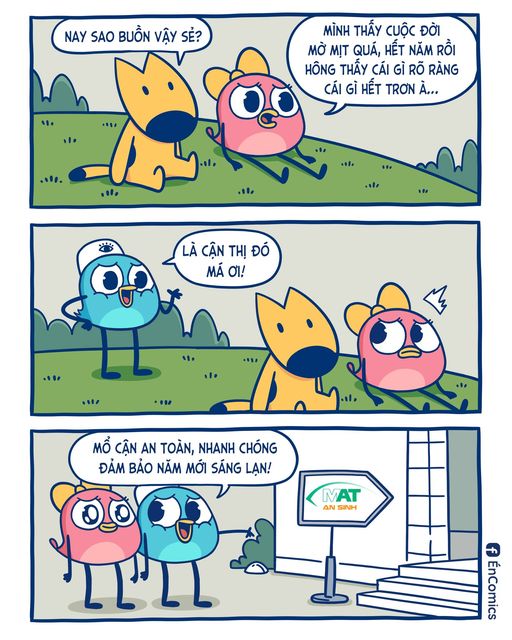 NAY SAO BUỒN VẬY SẺ?
MÌNH THẤY CUỘC ĐỜI
MỜ MỊT QUÁ, HẾT NĂM RỒI
HÔNG THẤY CÁI GÌ RÕ RÀNG
CÁI GÌ HẾT TRƠN À...
LÀ CẬN THỊ ĐÓ
MÁ ƠI!
MỔ CẬN AN TOÀN, NHANH CHÓNG
ĐẢM BẢO NĂM MỚI SÁNG LẠN!
MAT
AN SINH
ÉnComics